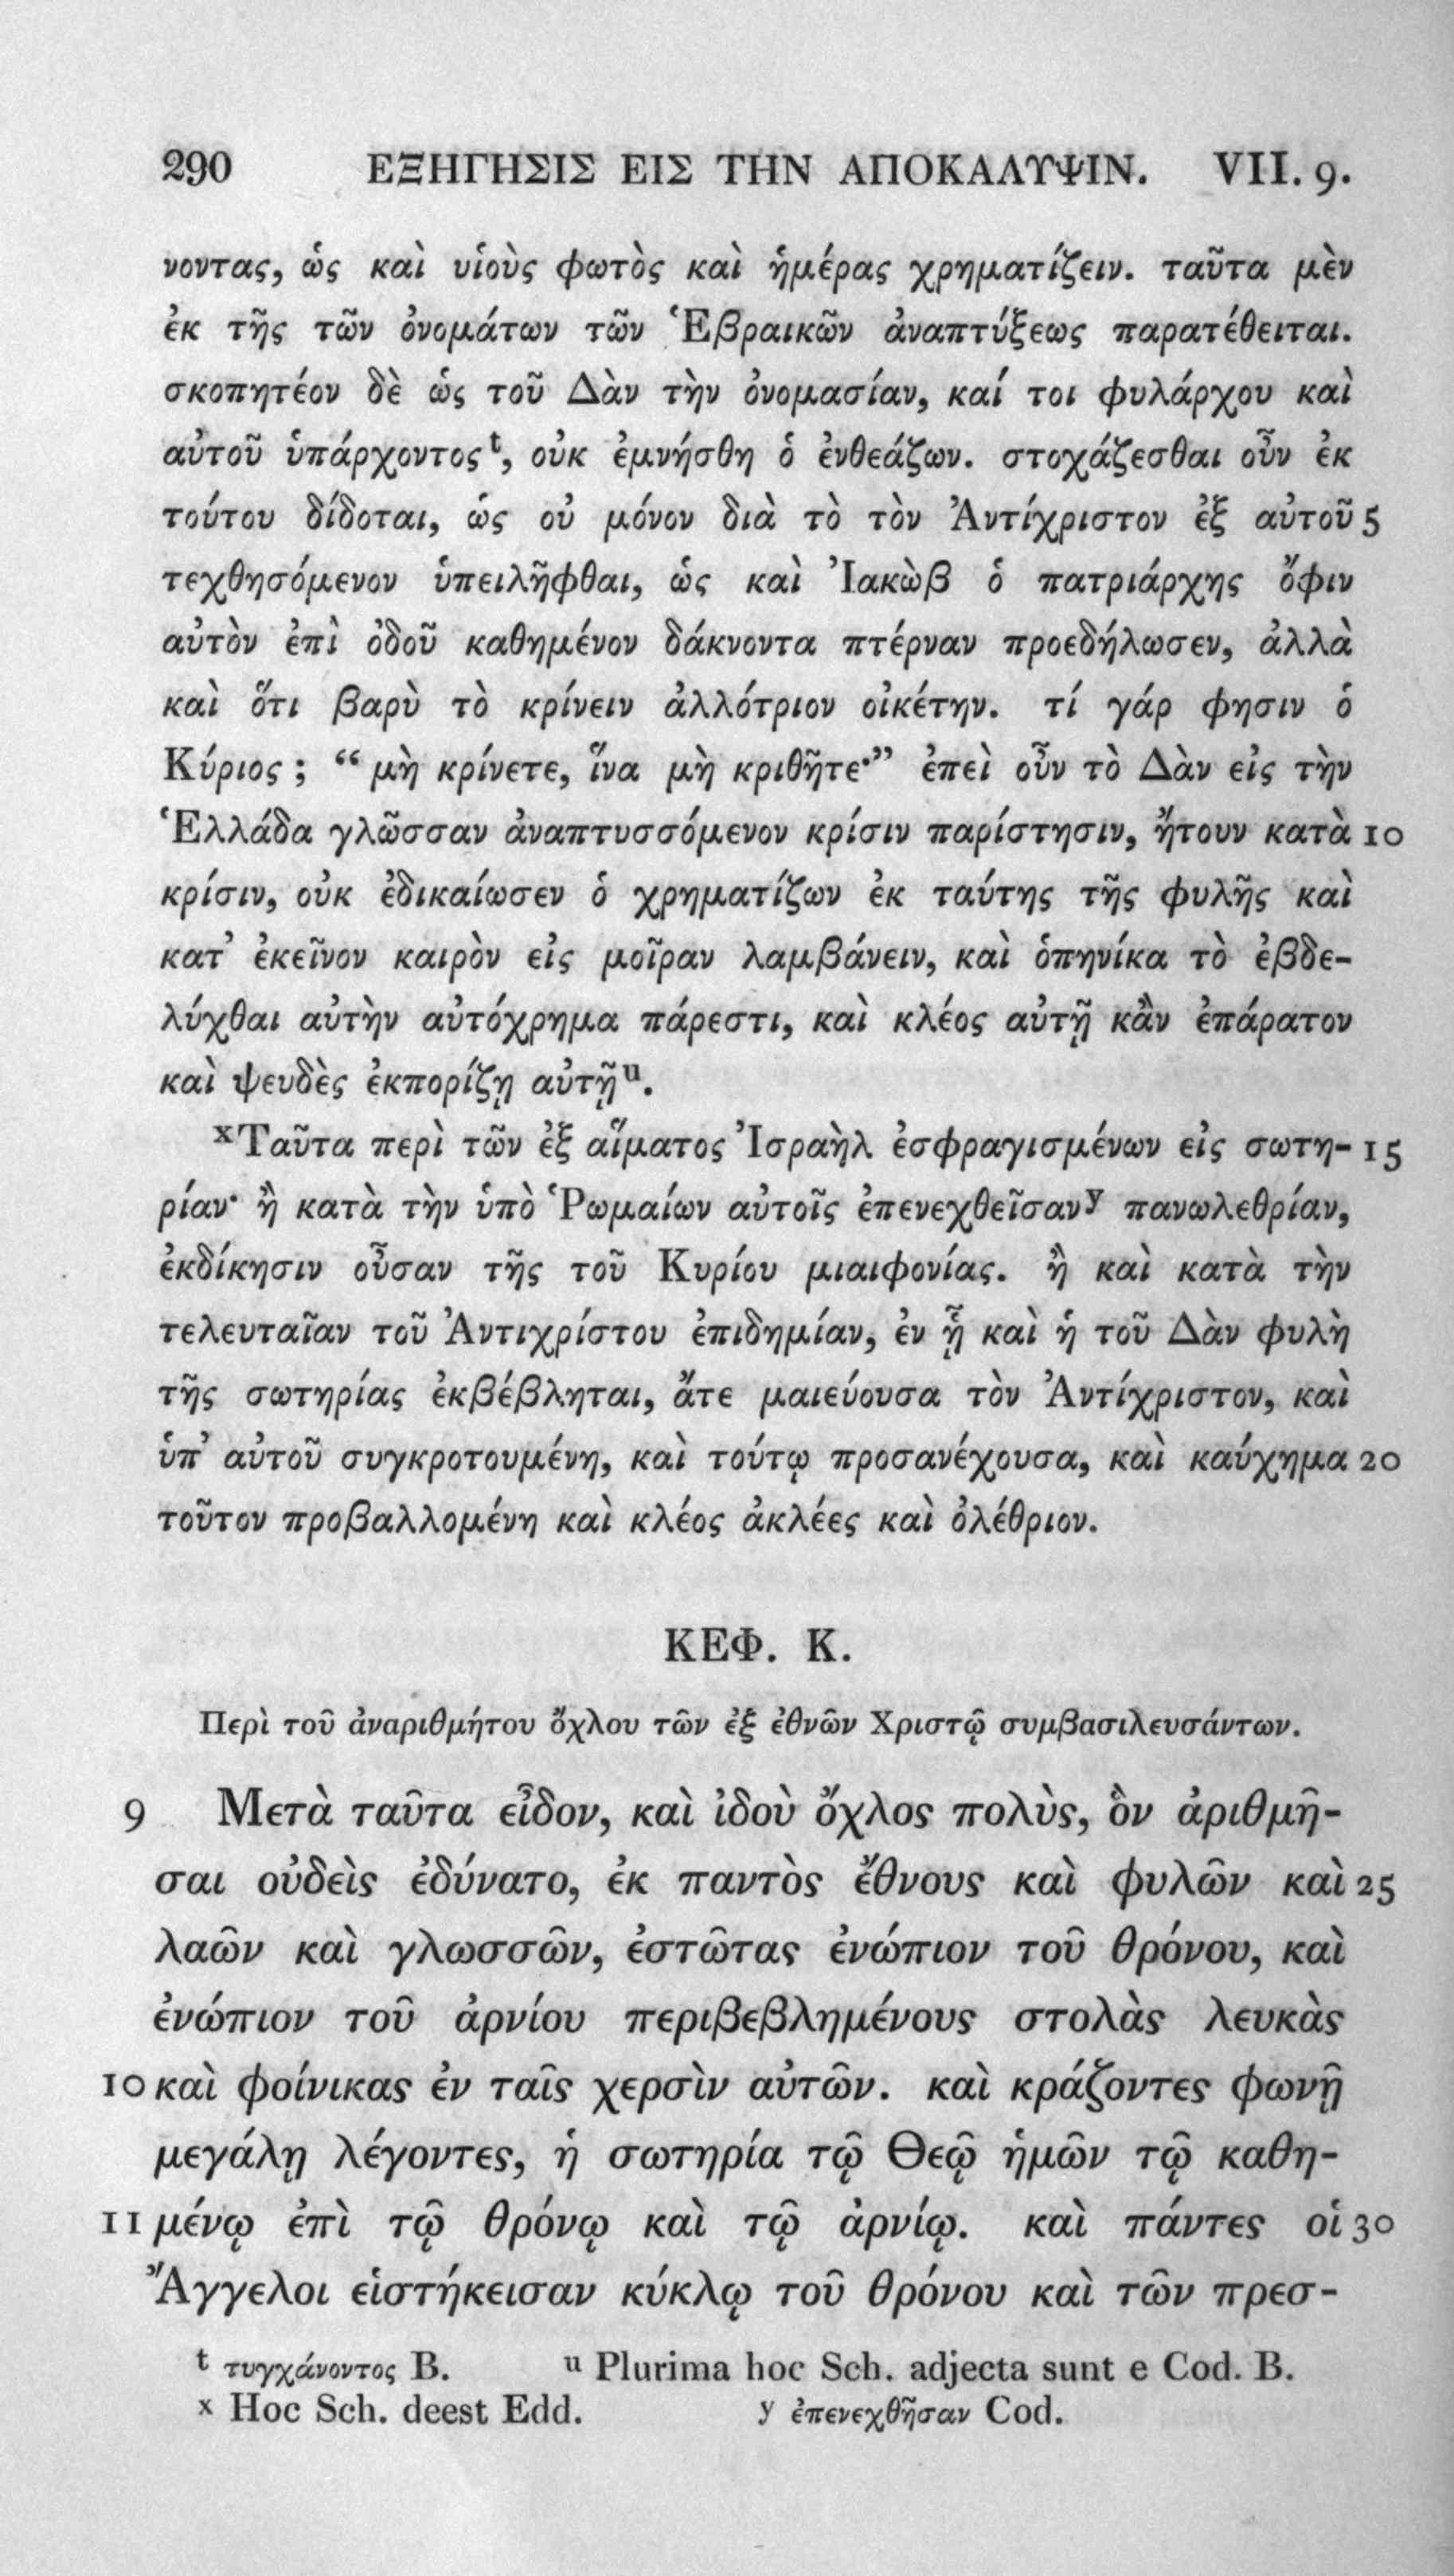 290 ΕΞΗΓΗΣΙΣ ΕΙΣ ΤΗΝ ΑΠΟΚΑΛΥΨΙΝ. VII. 9.
νοντας, ὡς καὶ υἱοὺς φωτὸς καὶ ἡμέρας χρηματίζειν. ταῦτα μὲν
ἐκ τῆς τῶν ὀνομάτων τῶν Ἑβραικῶν ἀναπτύξεως παρατέθειται.
σκοπητέον δὲ ὡς τοῦ Δὰν τὴν ὀνομασίαν, καί τοι φυλάρχου καὶ
αὐτοῦ ὑπάρχοντος t, οὐκ ἐμνήσθη ὁ ἐνθεάζων. στοχάζεσθαι οὖν ἐκ
τούτου δίδοται, ὡς οὐ μόνον διὰ τὸ τὸν Ἀντίχριστον ἐξ αὐτοῦ 5
τεχθησόμενον ὑπειλῆφθαι, ὡς καὶ Ἰακὼβ ὁ πατριάρχης ὄφιν
αὐτὸν ἐπὶ ὁδοῦ καθημένον δάκνοντα πτέρναν προεδήλωσεν, ἀλλὰ
καὶ ὅτι βαρὺ τὸ κρίνειν ἀλλότριον οἰκέτην. τί γάρ φησιν ὁ
Κύριος ; “ μὴ κρίνετε, ἵνα μὴ κριθῆτε·” ἐπεὶ οὖν τὸ Δὰν εἰς τὴν
Ἑλλάδα γλῶσσαν ἀναπτυσσόμενον κρίσιν παρίστησιν, ἤτουν κατὰ 10
κρίσιν, οὐκ ἐδικαίωσεν ὁ χρηματίζων ἐκ ταύτης τῆς φυλῆς καὶ
κατ’ ἐκεῖνον καιρὸν εἰς μοῖραν λαμβάνειν, καὶ ὁπηνίκα τὸ ἐβδε-
λύχθαι αὐτὴν αὐτόχρημα πάρεστι, καὶ κλέος αὐτῇ κἂν ἐπάρατον
καὶ ψευδὲς ἐκπορίζῃ αὐτῇ u.
x Ταῦτα περὶ τῶν ἐξ αἵματος Ἰσραὴλ ἐσφραγισμένων εἰς σωτη- 15
ρίαν· ἢ κατὰ τὴν ὑπὸ Ῥωμαίων αὐτοῖς ἐπενεχθεῖσαν y πανωλεθρίαν,
ἐκδίκησιν οὖσαν τῆς τοῦ Κυρίου μιαιφονίας. ἢ καὶ κατὰ τὴν
τελευταῖαν τοῦ Ἀντιχρίστου ἐπιδημίαν, ἐν ᾗ καὶ ἡ τοῦ Δὰν φυλὴ
τῆς σωτηρίας ἐκβέβληται, ἅτε μαιεύουσα τὸν Ἀντίχριστον, καὶ
ὑπ’ αὐτοῦ συγκροτουμένη, καὶ τούτῳ προσανέχουσα, καὶ καύχημα 20
τοῦτον προβαλλομένη καὶ κλέος ἀκλέες καὶ ὀλέθριον.
ΚΕΦ. Κ.
Περὶ τοῦ ἀναριθμήτου ὄχλου τῶν ἐξ ἐθνῶν Χριστῷ συμβασιλευσάντων.
9 Μετὰ ταῦτα εἶδον, καὶ ἰδοὺ ὄχλος πολὺς, ὃν ἀριθμῆ-
σαι οὐδεὶς ἐδύνατο, ἐκ παντὸς ἔθνους καὶ φυλῶν καὶ 25
λαῶν καὶ γλωσσῶν, ἑστῶτας ἐνώπιον τοῦ θρόνου, καὶ
ἐνώπιον τοῦ ἀρνίου περιβεβλημένους στολὰς λευκὰς
10 καὶ φοίνικας ἐν ταῖς χερσὶν αὐτῶν. καὶ κράζοντες φωνῇ
μεγάλῃ λέγοντες, ἡ σωτηρία τῷ Θεῷ ἡμῶν τῷ καθη-
11 μένῳ ἐπὶ τῷ θρόνῳ καὶ τῷ ἀρνίῳ. καὶ πάντες οἱ 30
Ἄγγελοι εἱστήκεισαν κύκλῳ τοῦ θρόνου καὶ τῶν πρεσ-
t τυγχάνοντος B. u Plurima hoc Sch. adjecta sunt e Cod. B.
x Hoc Sch. deest Edd. y ἐπενεχθῆσαν Cod.